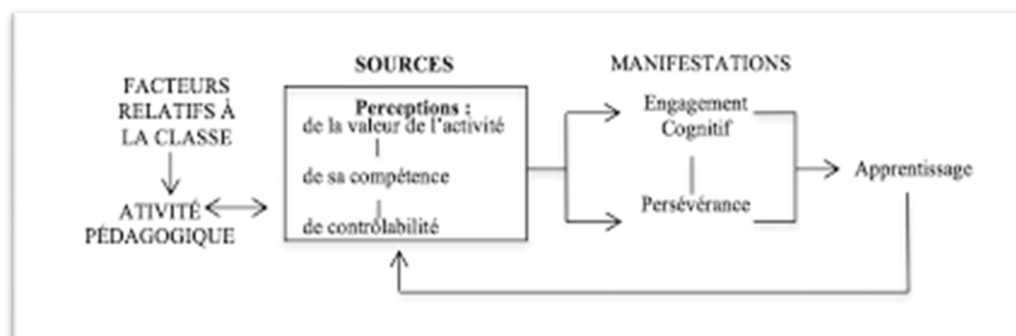 FACTEURS
RELATIFS À
LA CLASSE
ATIVITÉ
PÉDAGOGIQUE
SOURCES
Perceptions :
de la valeur de l'activité
de sa compétence
de contrôlabilité
MANIFESTATIONS
Engagement
Cognitif
Persévérance
Apprentissage